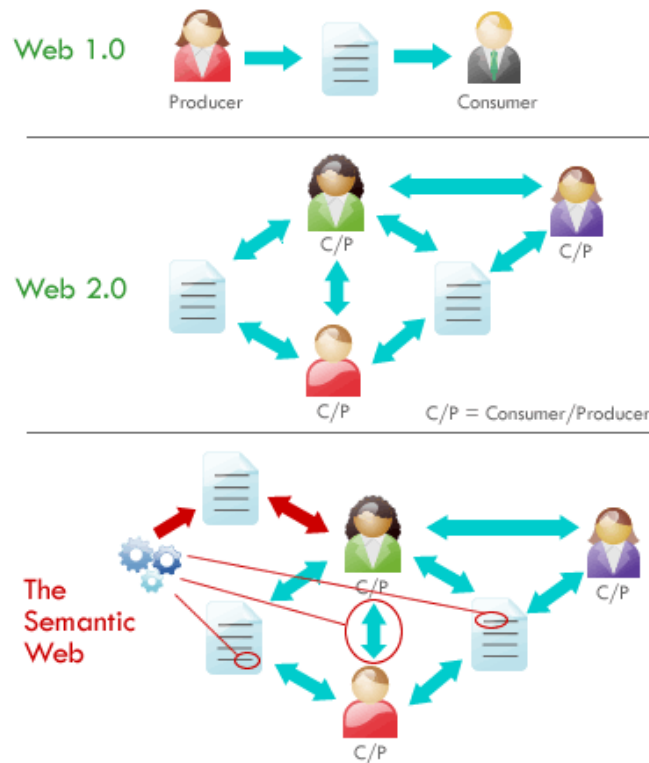 Web 1.0
Producer
Consumer
C/P
C/P
Web 2.0
C/P
C/P = Consumer/Producer
C/P
C/P
The
Semantic
Web
C/P